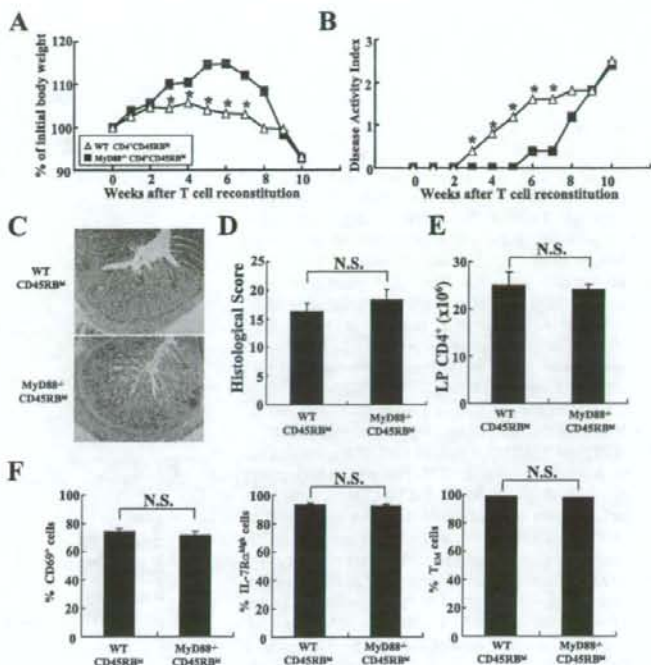 A
% of initial body weight
120
110
100
90
0 2 4 6 8 10
Weeks after T cell reconstitution
* * * * *
WT CD4⁺CD45RBʰⁱ
MyD88⁻/⁻ CD4⁺CD45RBʰⁱ
B
Disease Activity Index
3
2
1
0
0 2 4 6 8 10
Weeks after T cell reconstitution
* * * * *
C
WT
CD45RBʰⁱ
MyD88⁻/⁻
CD45RBʰⁱ
D
Histological Score
25
20
15
10
5
0
N.S.
WT
CD45RBʰⁱ
MyD88⁻/⁻
CD45RBʰⁱ
E
LP CD4⁺ (x10⁶)
30
20
10
0
N.S.
WT
CD45RBʰⁱ
MyD88⁻/⁻
CD45RBʰⁱ
F
% CD69⁺ cells
100
80
60
40
20
0
N.S.
WT
CD45RBʰⁱ
MyD88⁻/⁻
CD45RBʰⁱ
% IL-7Rαʰⁱᵍʰ cells
100
80
60
40
20
0
N.S.
WT
CD45RBʰⁱ
MyD88⁻/⁻
CD45RBʰⁱ
% TEM cells
100
80
60
40
20
0
N.S.
WT
CD45RBʰⁱ
MyD88⁻/⁻
CD45RBʰⁱ